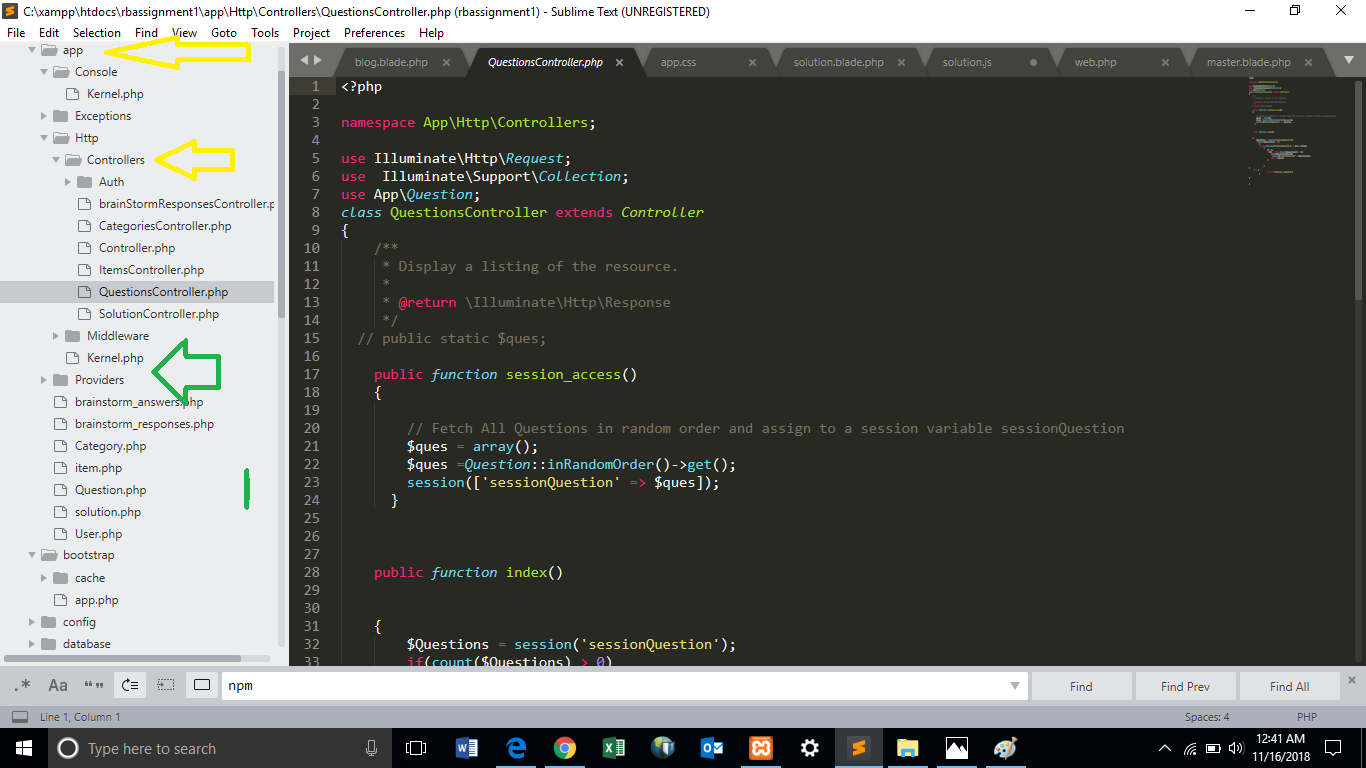 C:\xampp\htdocs\rbassignment1\app\Http\Controllers\QuestionsController.php (rbassignment1) - Sublime Text (UNREGISTERED)
File Edit Selection Find View Goto Tools Project Preferences Help
app
Console
Kernel.php
Exceptions
Http
Controllers
Auth
brainStormResponsesController.p
CategoriesController.php
Controller.php
ItemsController.php
QuestionsController.php
SolutionController.php
Middleware
Kernel.php
Providers
brainstorm_answers.php
brainstorm_responses.php
Category.php
item.php
Question.php
solution.php
User.php
bootstrap
cache
app.php
config
database
blog.blade.php QuestionsController.php app.css solution.blade.php solution.js web.php master.blade.php
1 <?php
2
3 namespace App\Http\Controllers;
4
5 use Illuminate\Http\Request;
6 use  Illuminate\Support\Collection;
7 use App\Question;
8 class QuestionsController extends Controller
9 {
10     /**
11      * Display a listing of the resource.
12      *
13      * @return \Illuminate\Http\Response
14      */
15   // public static $ques;
16
17     public function session_access()
18     {
19
20         // Fetch All Questions in random order and assign to a session variable sessionQuestion
21         $ques = array();
22         $ques =Question::inRandomOrder()->get();
23         session(['sessionQuestion' => $ques]);
24       }
25
26
27
28     public function index()
29
30
31     {
32         $Questions = session('sessionQuestion');
33         if(count($Questions) > 0)
.* Aa “” npm Find Find Prev Find All
Line 1, Column 1 Spaces: 4 PHP
Type here to search
12:41 AM
11/16/2018